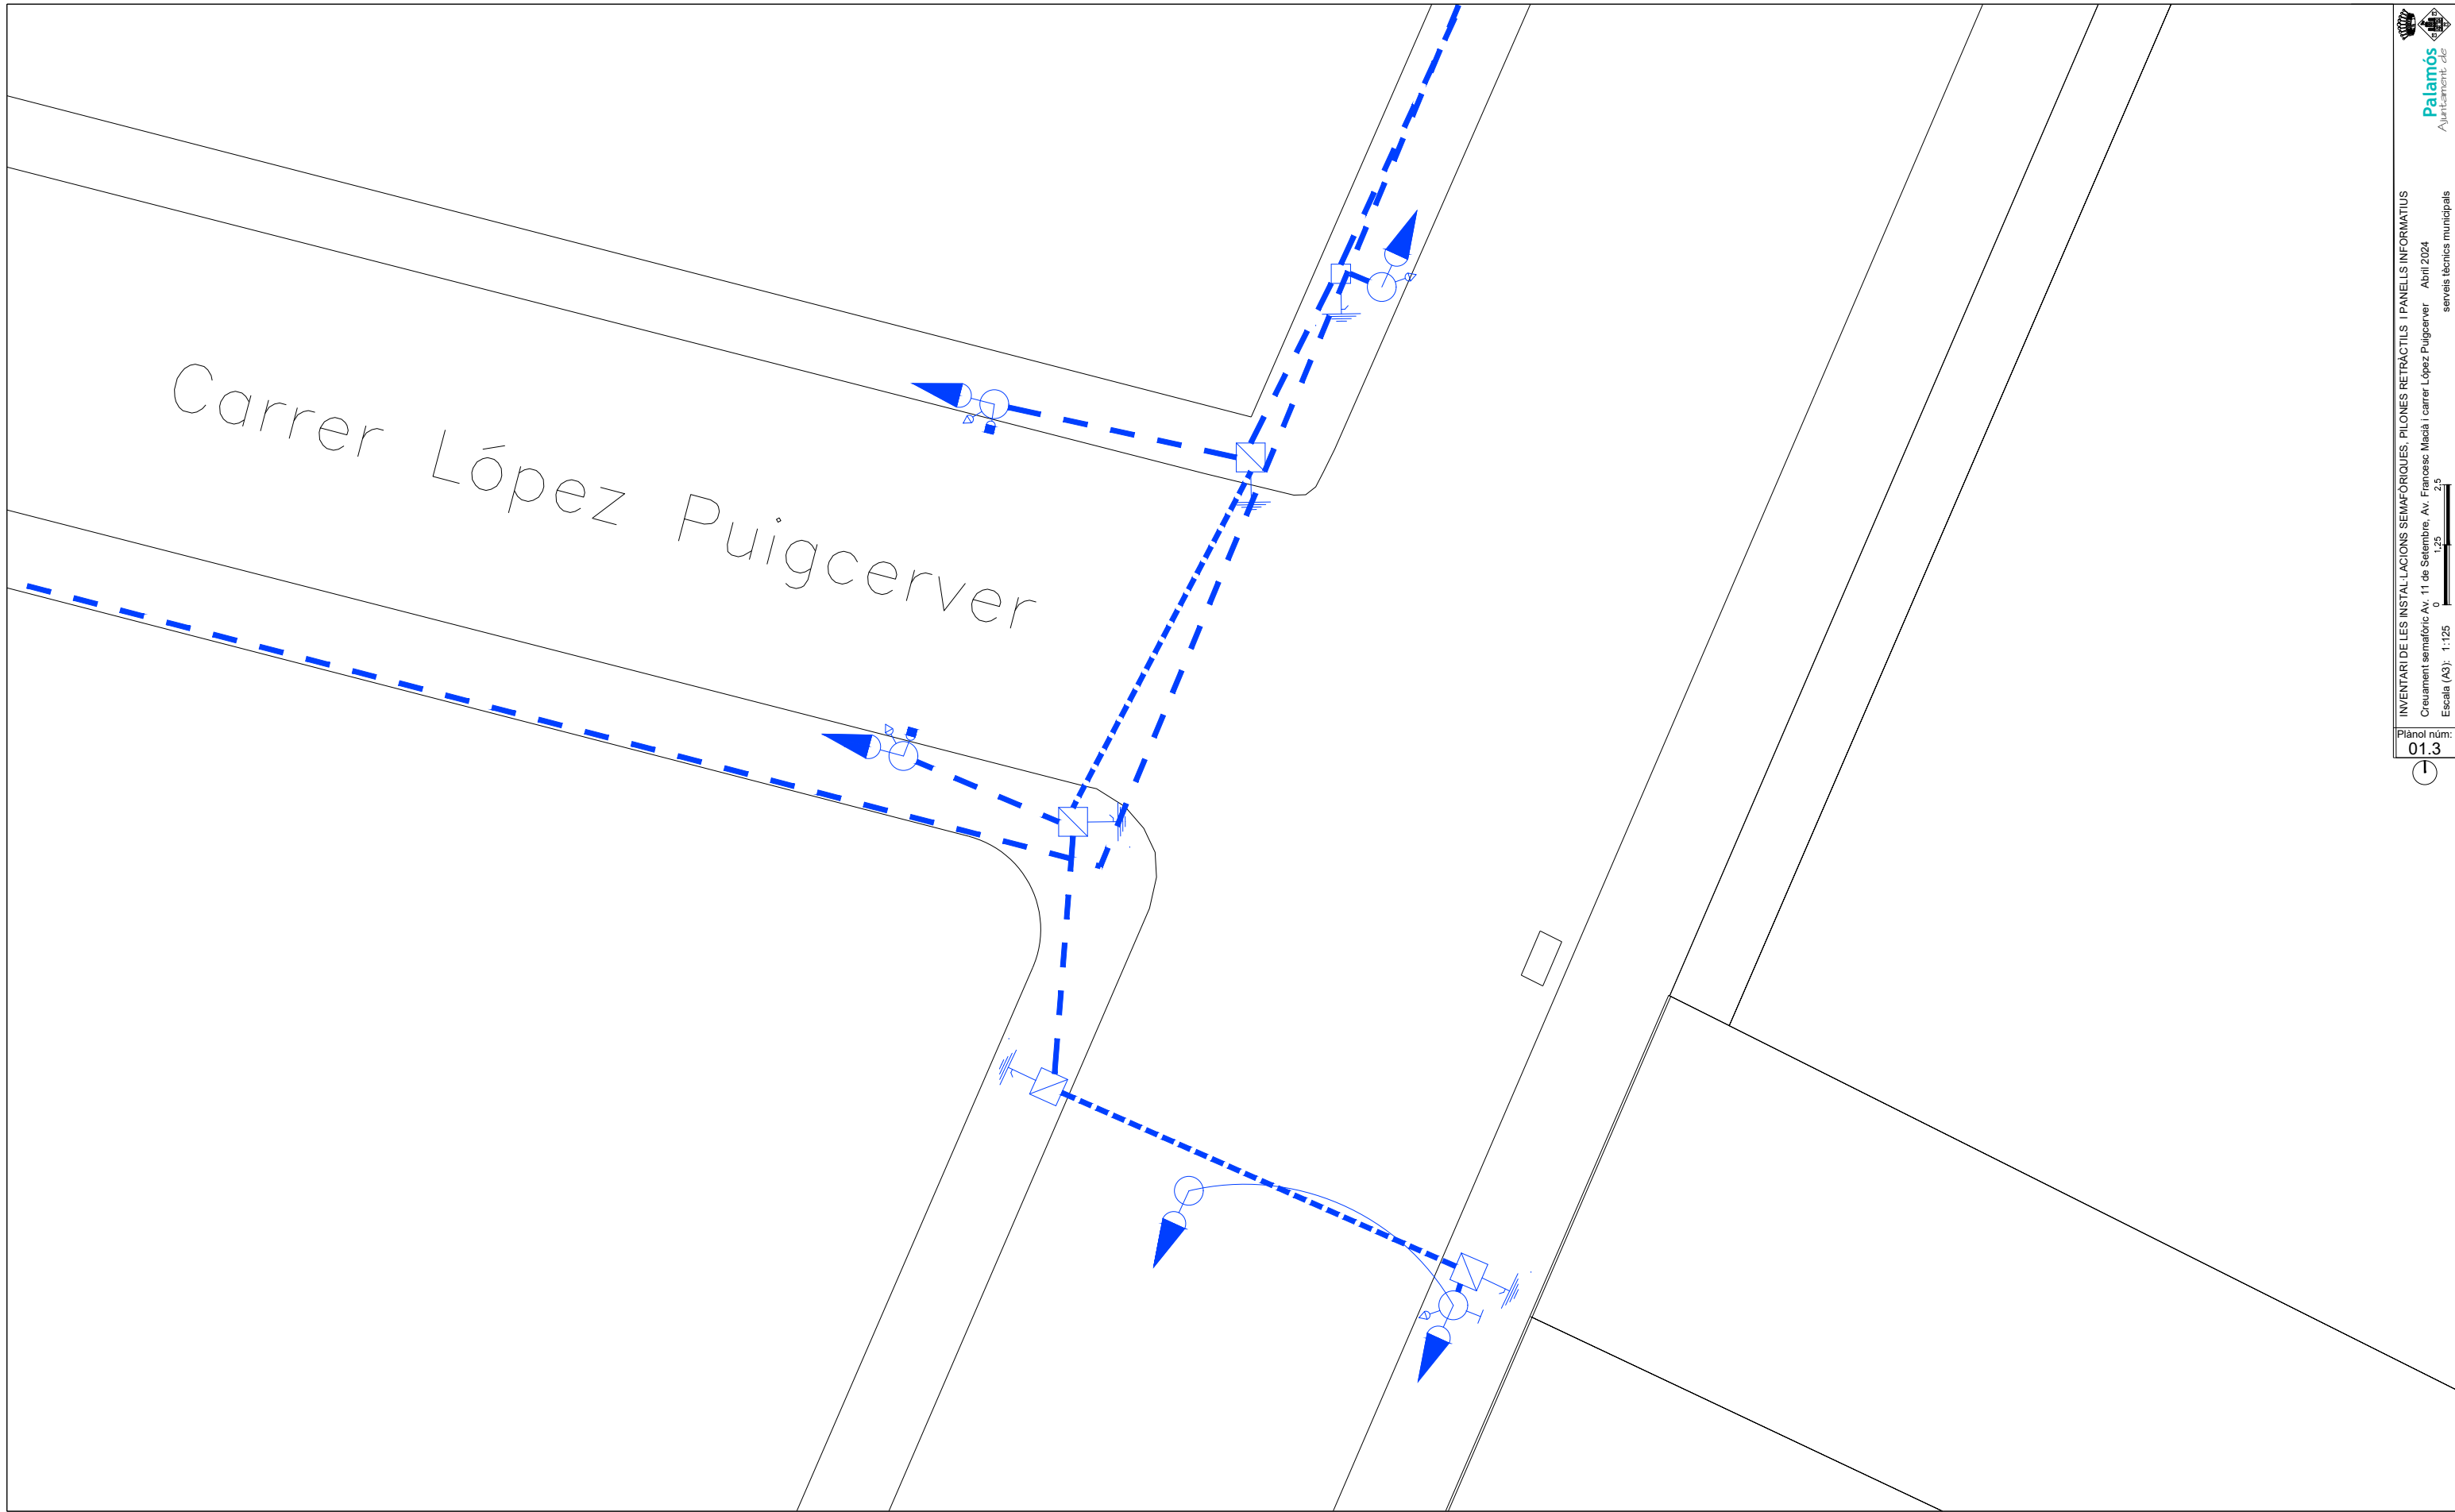 Carrer López Puigcerver
Ajuntament de
Palamós
INVENTARI DE LES INSTAL·LACIONS SEMAFÒRIQUES, PILONES RETRÀCTILS I PANELLS INFORMATIUS
Creuament semafòric Av. 11 de Setembre, Av. Francesc Macià i carrer López Puigcerver Abril 2024
Escala (A3): 1:125 0 1,25 2,5 serveis tècnics municipals
Plànol núm:
01.3